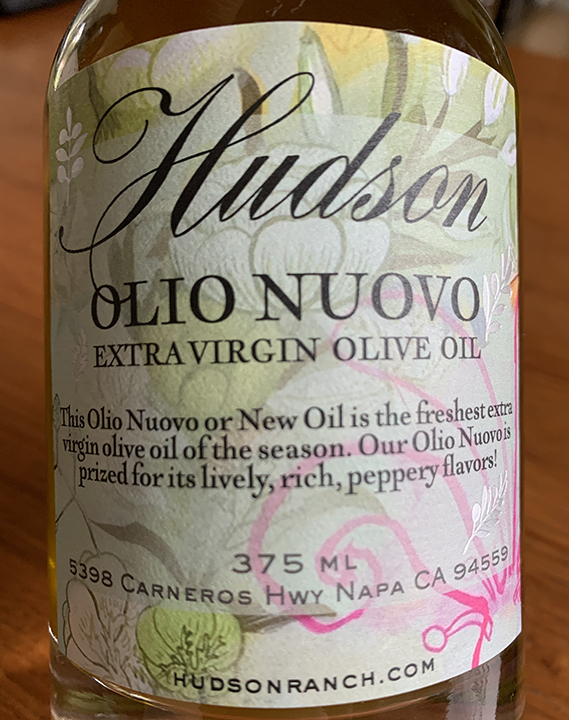 Hudson
OLIO NUOVO
EXTRA VIRGIN OLIVE OIL
This Olio Nuovo or New Oil is the freshest extra
virgin olive oil of the season. Our Olio Nuovo is
prized for its lively, rich, peppery flavors!
375 ML
5398 CARNEROS HWY NAPA CA 94559
HUDSONRANCH.COM